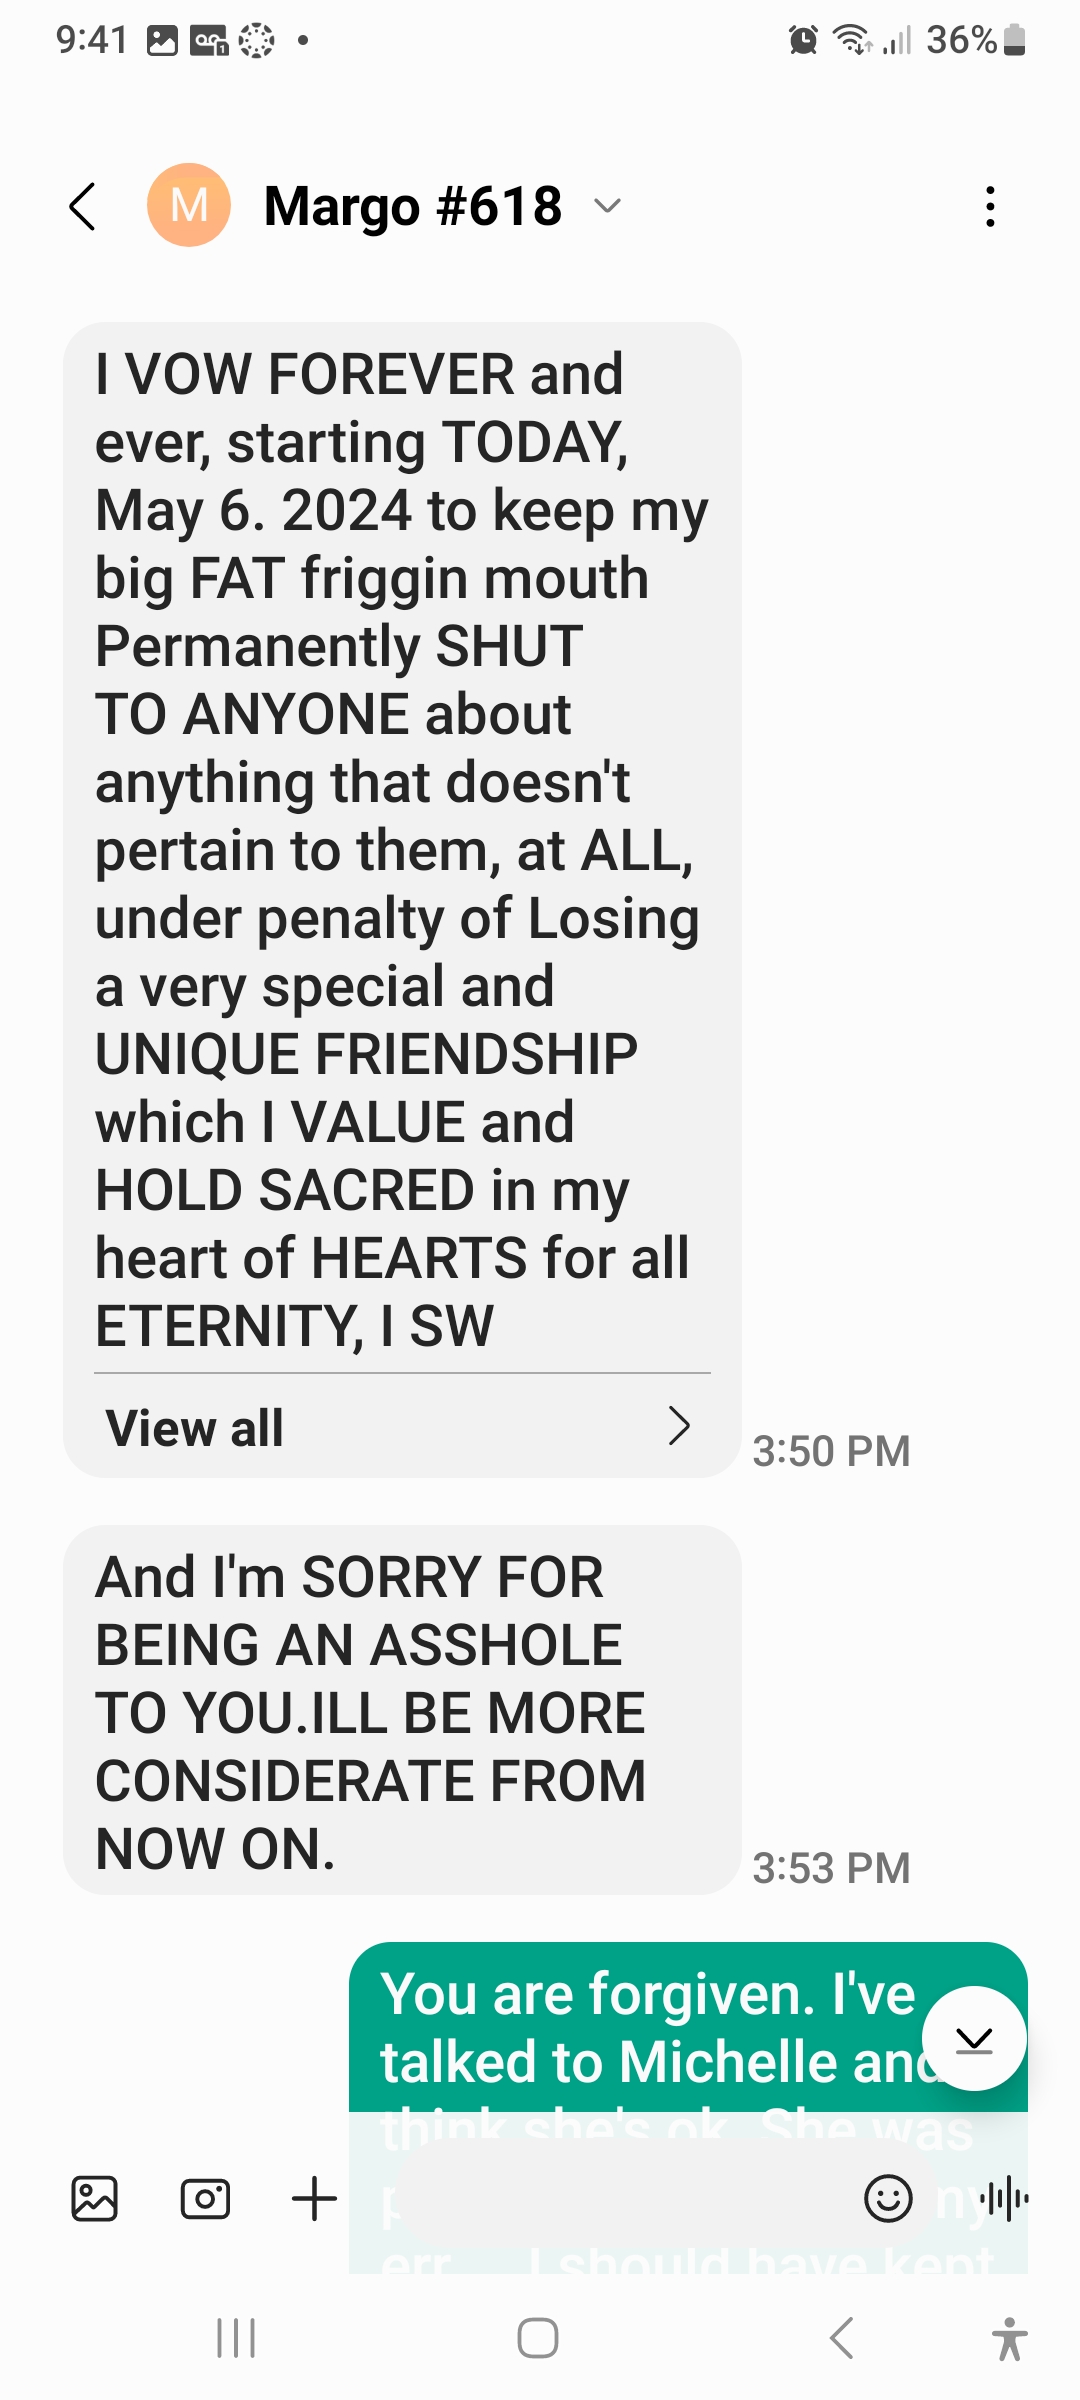 9:41
36%
M
Margo #618
I VOW FOREVER and
ever, starting TODAY,
May 6. 2024 to keep my
big FAT friggin mouth
Permanently SHUT
TO ANYONE about
anything that doesn't
pertain to them, at ALL,
under penalty of Losing
a very special and
UNIQUE FRIENDSHIP
which I VALUE and
HOLD SACRED in my
heart of HEARTS for all
ETERNITY, I SW
View all
3:50 PM
And I'm SORRY FOR
BEING AN ASSHOLE
TO YOU.ILL BE MORE
CONSIDERATE FROM
NOW ON.
3:53 PM
You are forgiven. I've
talked to Michelle and
think she's ok. She was
my
err I should have kept